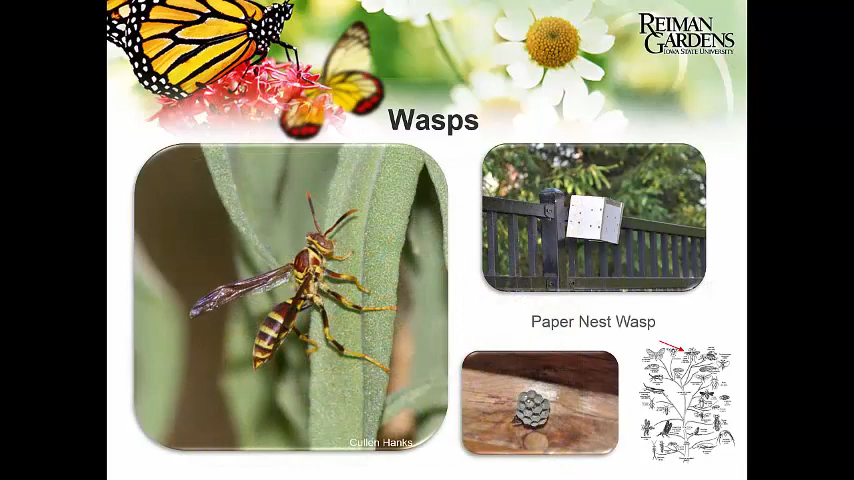 REIMAN
GARDENS
IOWA STATE UNIVERSITY
Wasps
Paper Nest Wasp
Cullen Hanks